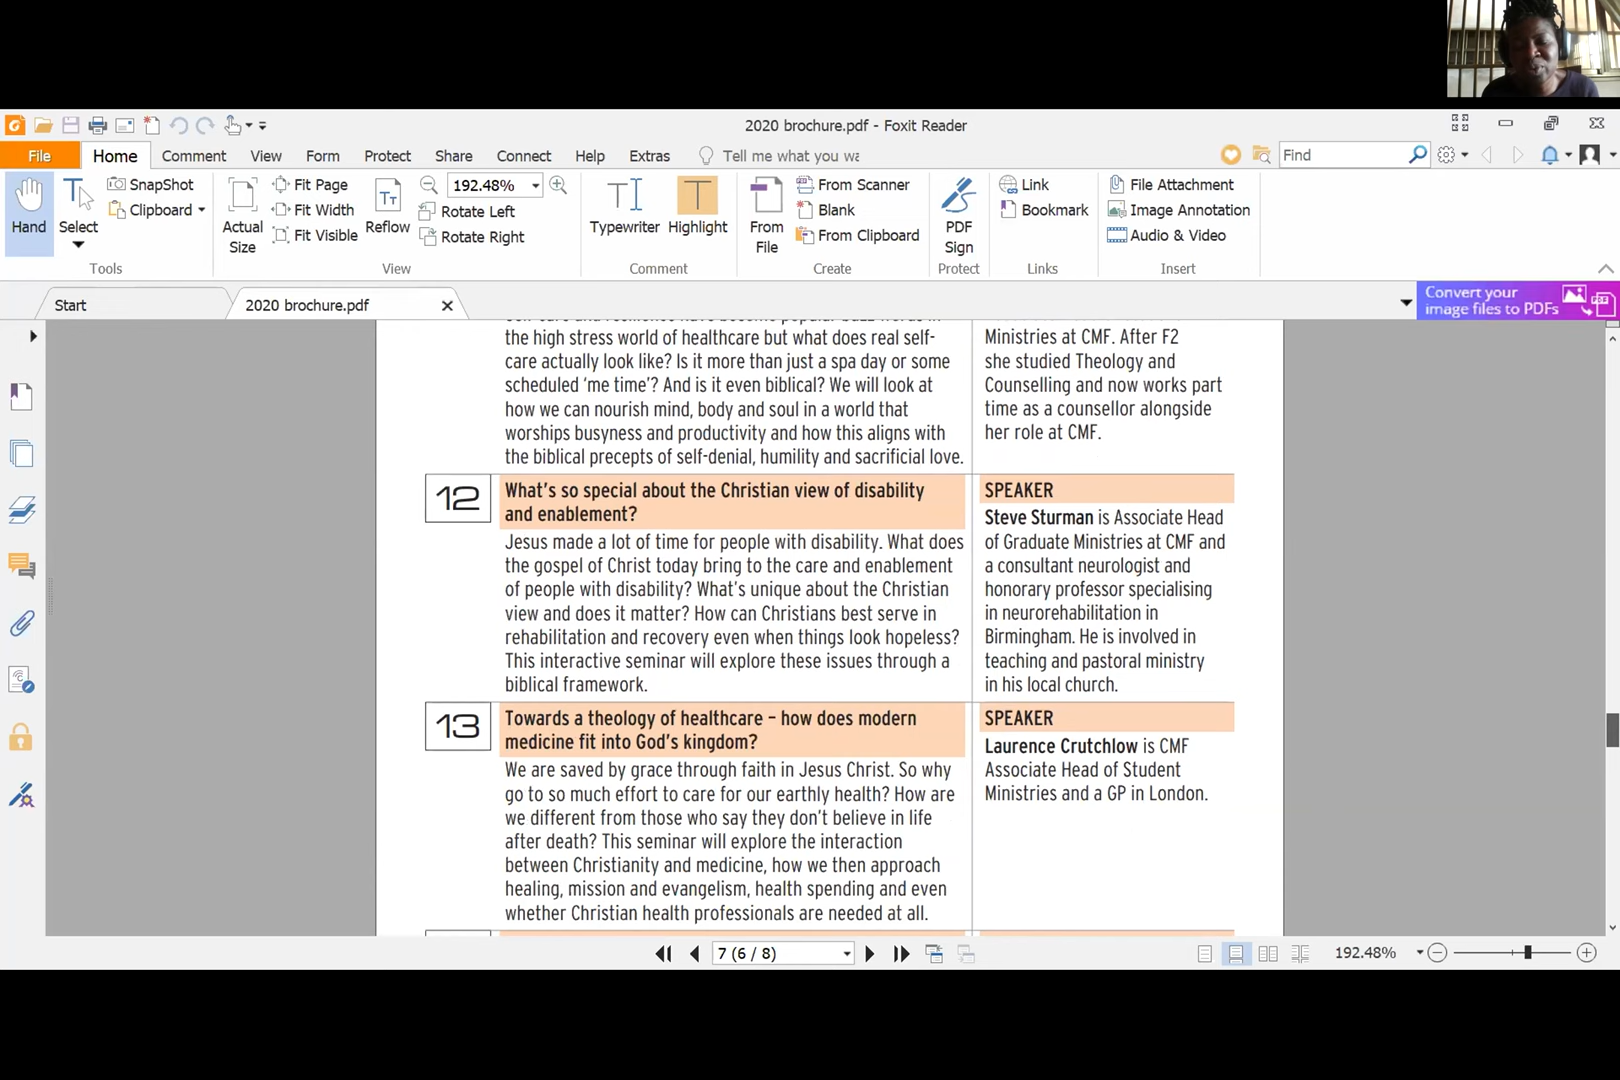 2020 brochure.pdf - Foxit Reader
File Home Comment View Form Protect Share Connect Help Extras Tell me what you wa Find
Hand Select SnapShot Clipboard Actual Size Fit Page Fit Width Fit Visible Reflow 192.48% Rotate Left Rotate Right Typewriter Highlight From File From Scanner Blank From Clipboard PDF Sign Link Bookmark File Attachment Image Annotation Audio & Video
Tools View Comment Create Protect Links Insert
Start 2020 brochure.pdf
Convert your
image files to PDFs
the high stress world of healthcare but what does real self-
care actually look like? Is it more than just a spa day or some
scheduled ‘me time’? And is it even biblical? We will look at
how we can nourish mind, body and soul in a world that
worships busyness and productivity and how this aligns with
the biblical precepts of self-denial, humility and sacrificial love.
Ministries at CMF. After F2
she studied Theology and
Counselling and now works part
time as a counsellor alongside
her role at CMF.
12
What’s so special about the Christian view of disability
and enablement?
Jesus made a lot of time for people with disability. What does
the gospel of Christ today bring to the care and enablement
of people with disability? What’s unique about the Christian
view and does it matter? How can Christians best serve in
rehabilitation and recovery even when things look hopeless?
This interactive seminar will explore these issues through a
biblical framework.
SPEAKER
Steve Sturman is Associate Head
of Graduate Ministries at CMF and
a consultant neurologist and
honorary professor specialising
in neurorehabilitation in
Birmingham. He is involved in
teaching and pastoral ministry
in his local church.
13
Towards a theology of healthcare – how does modern
medicine fit into God’s kingdom?
We are saved by grace through faith in Jesus Christ. So why
go to so much effort to care for our earthly health? How are
we different from those who say they don’t believe in life
after death? This seminar will explore the interaction
between Christianity and medicine, how we then approach
healing, mission and evangelism, health spending and even
whether Christian health professionals are needed at all.
SPEAKER
Laurence Crutchlow is CMF
Associate Head of Student
Ministries and a GP in London.
7 (6 / 8) 192.48%